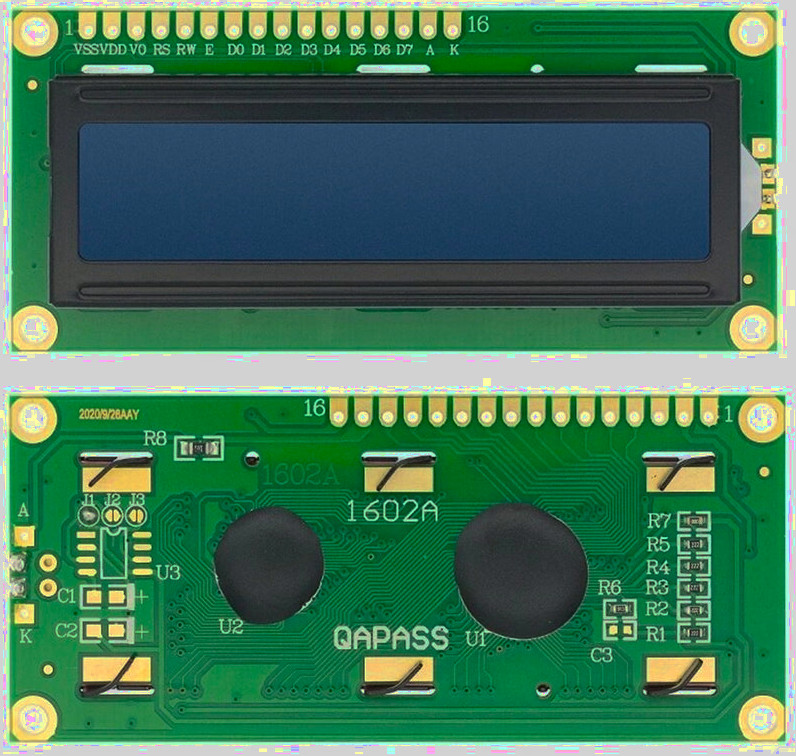 1 16
VSS VDD V0 RS RW E D0 D1 D2 D3 D4 D5 D6 D7 A K
2020/9/28AAY
16 1
R8
1602A
1602A
J1 J2 J3
A
R7
R5
U3
R4
C1
R6
R3
R2
C2
U2
K
QAPASS
U1
R1
C3